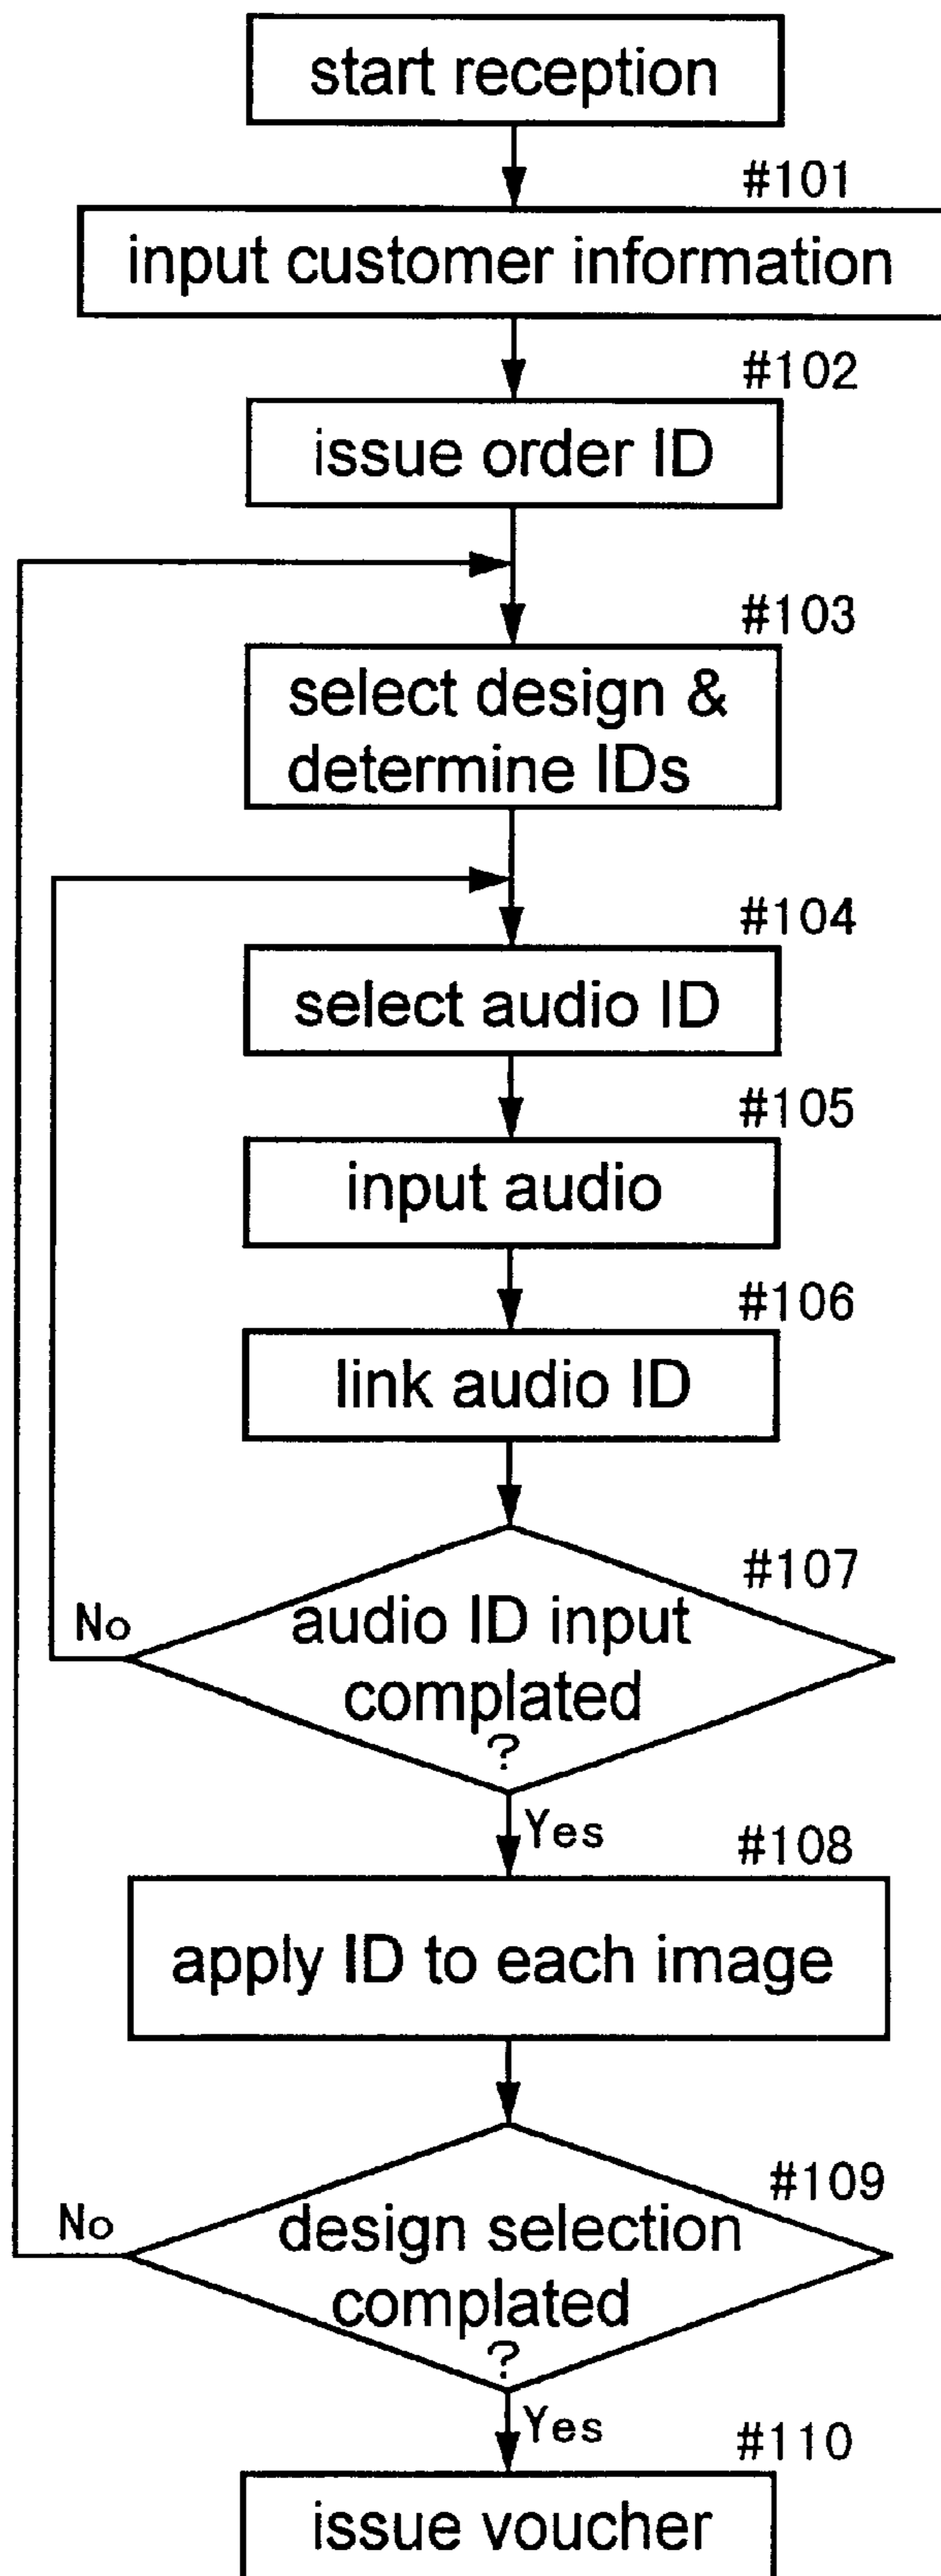 start reception
#101
input customer information
#102
issue order ID
#103
select design &
determine IDs
#104
select audio ID
#105
input audio
#106
link audio ID
#107
audio ID input
complated
?
No
Yes
#108
apply ID to each image
#109
design selection
complated
?
No
Yes
#110
issue voucher